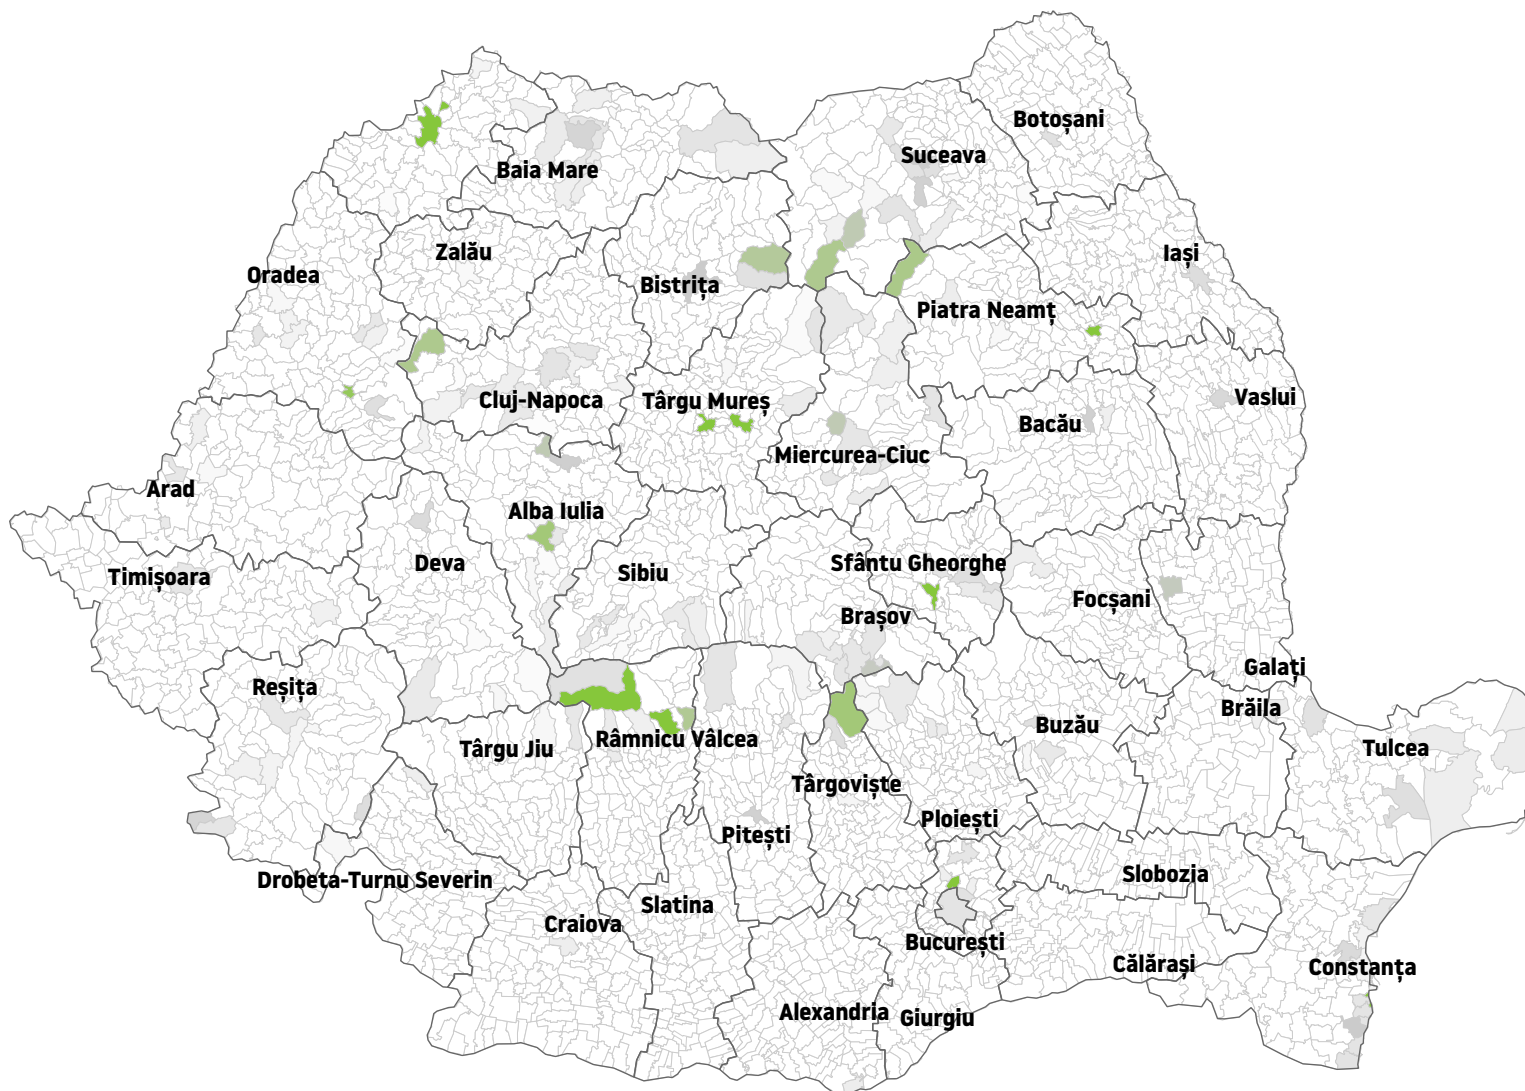 Botoșani
Suceava
Baia Mare
Zalău
Iași
Oradea
Bistrița
Piatra Neamț
Vaslui
Cluj-Napoca
Târgu Mureș
Bacău
Miercurea-Ciuc
Arad
Alba Iulia
Deva
Sfântu Gheorghe
Sibiu
Timișoara
Focșani
Brașov
Galați
Reșița
Brăila
Buzău
Râmnicu Vâlcea
Târgu Jiu
Tulcea
Târgoviște
Ploiești
Pitești
Slobozia
Drobeta-Turnu Severin
Slatina
Craiova
București
Călărași
Constanța
Alexandria
Giurgiu